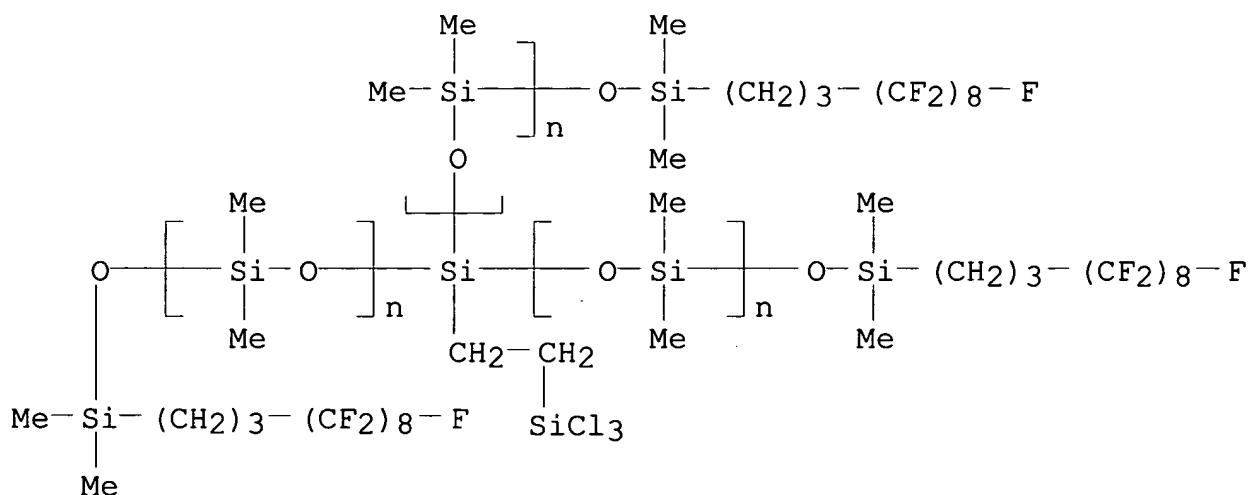 Me Me
Me-Si O-Si-(CH2)3-(CF2)8-F
n
Me
O
Me Me Me
O Si-O Si O-Si O-Si-(CH2)3-(CF2)8-F
n n
Me Me Me
CH2-CH2
Me-Si-(CH2)3-(CF2)8-F SiCl3
Me